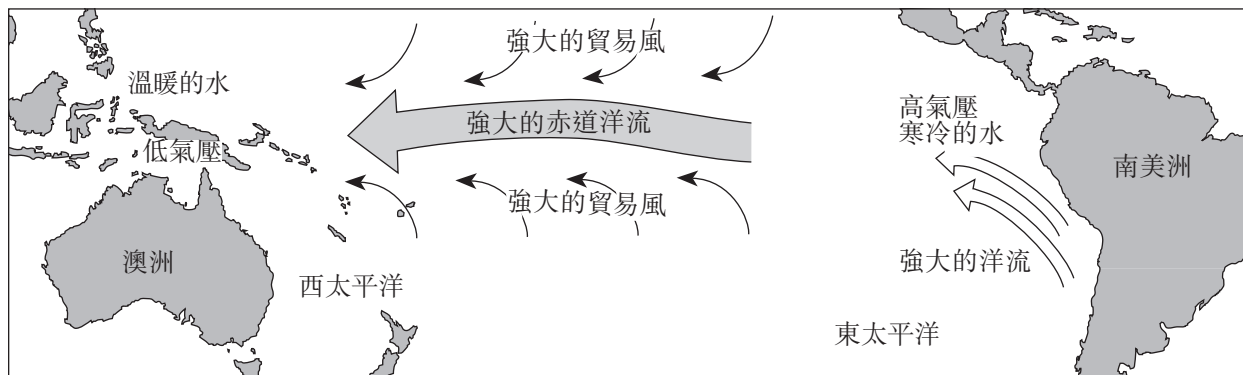 強大的貿易風
溫暖的水
強大的赤道洋流
高氣壓
寒冷的水
低氣壓
南美洲
強大的貿易風
澳洲
強大的洋流
西太平洋
東太平洋